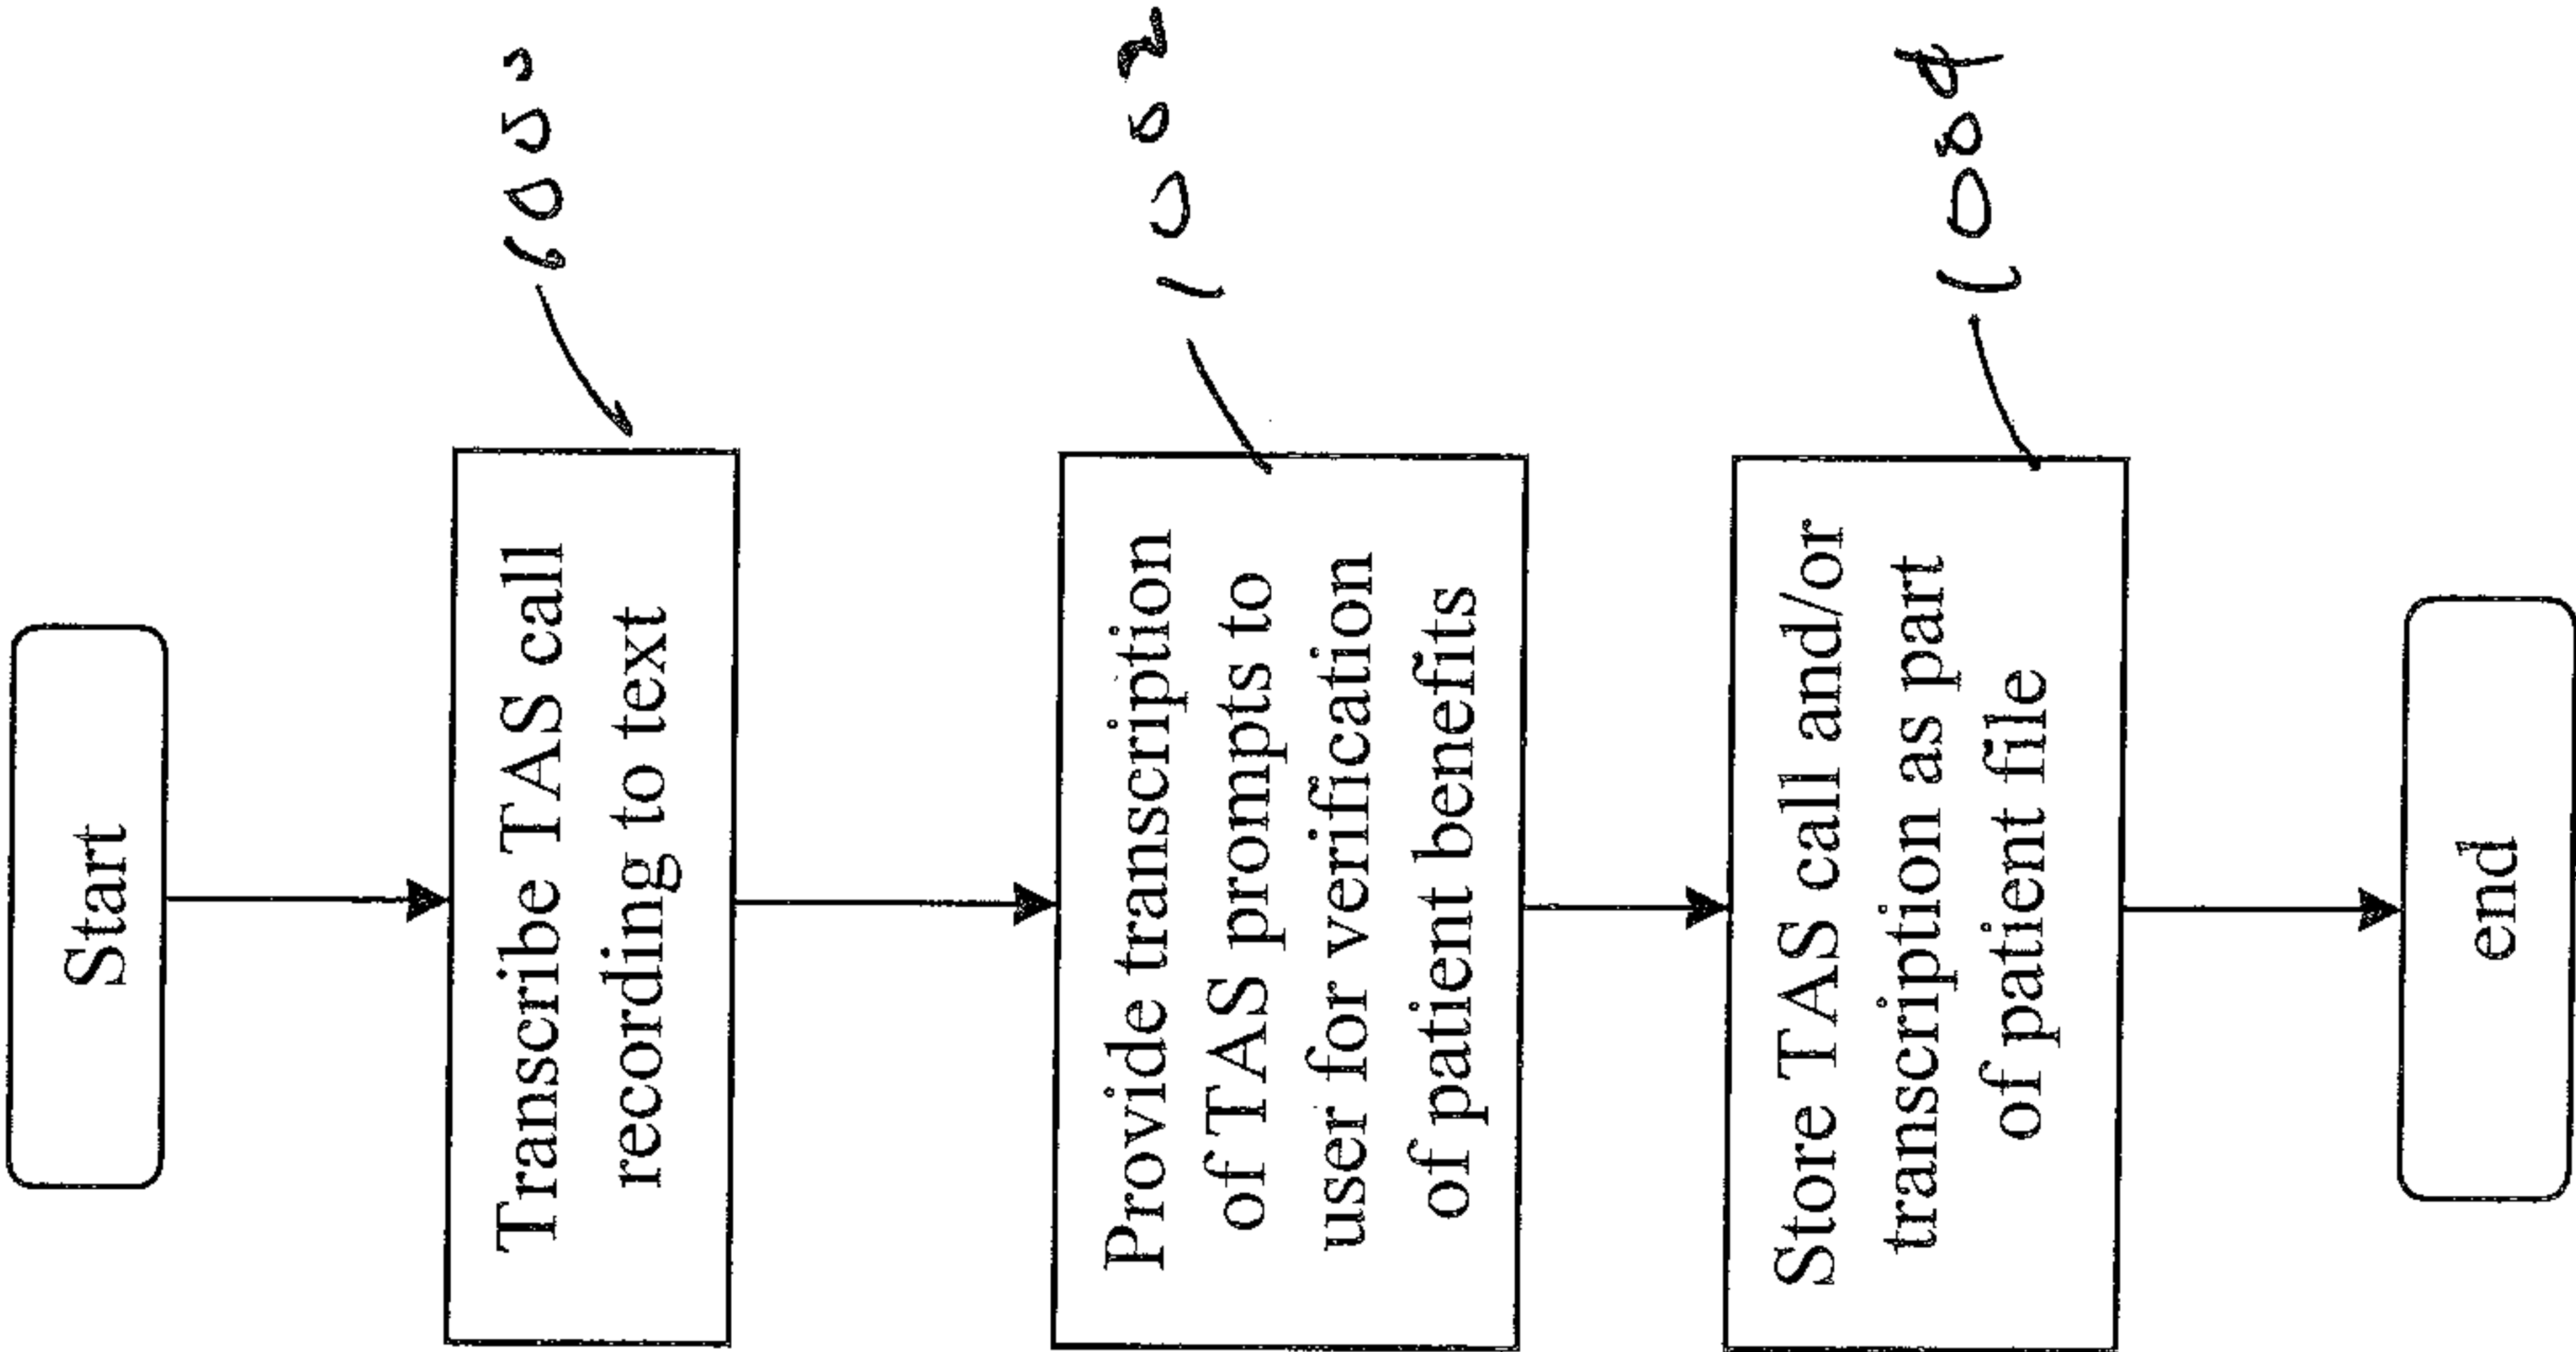 Start
Transcribe TAS call
recording to text
Provide transcription
of TAS prompts to
user for verification
of patient benefits
1002
Store TAS call and/or
transcription as part
of patient file
1004
end